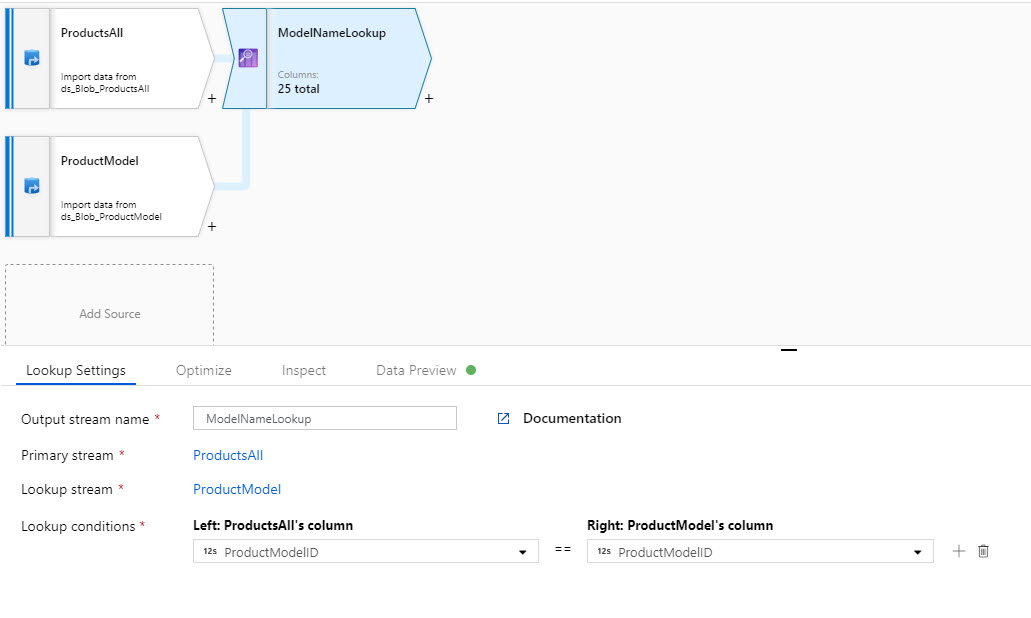 ProductsAll
Import data from
ds_Blob_ProductsAll
+
ModelNameLookup
Columns:
25 total
+
ProductModel
Import data from
ds_Blob_ProductModel
+
Add Source
Lookup Settings
Optimize
Inspect
Data Preview
Output stream name *
ModelNameLookup
Documentation
Primary stream *
ProductsAll
Lookup stream *
ProductModel
Lookup conditions *
Left: ProductsAll's column
Right: ProductModel's column
12s ProductModelID
==
12s ProductModelID
+